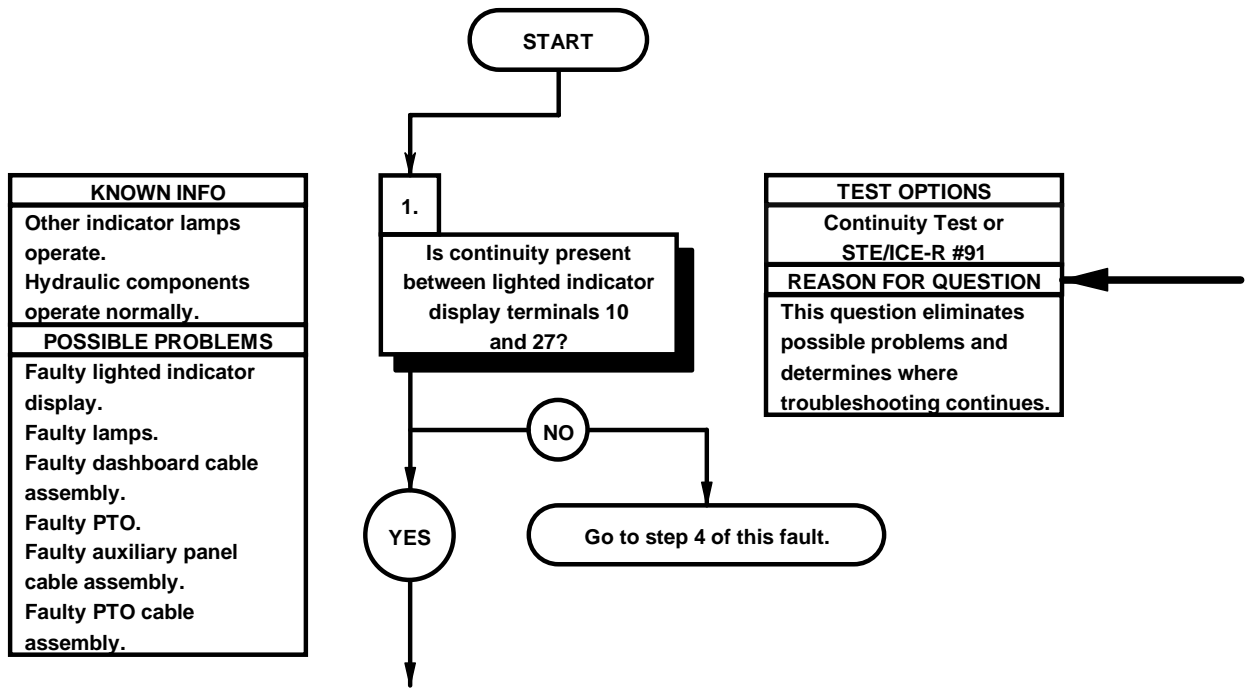 START
KNOWN INFO
Other indicator lamps
operate.
Hydraulic components
operate normally.
POSSIBLE PROBLEMS
Faulty lighted indicator
display.
Faulty lamps.
Faulty dashboard cable
assembly.
Faulty PTO.
Faulty auxiliary panel
cable assembly.
Faulty PTO cable
assembly.
1.
Is continuity present
between lighted indicator
display terminals 10
and 27?
NO
YES
Go to step 4 of this fault.
TEST OPTIONS
Continuity Test or
STE/ICE-R #91
REASON FOR QUESTION
This question eliminates
possible problems and
determines where
troubleshooting continues.